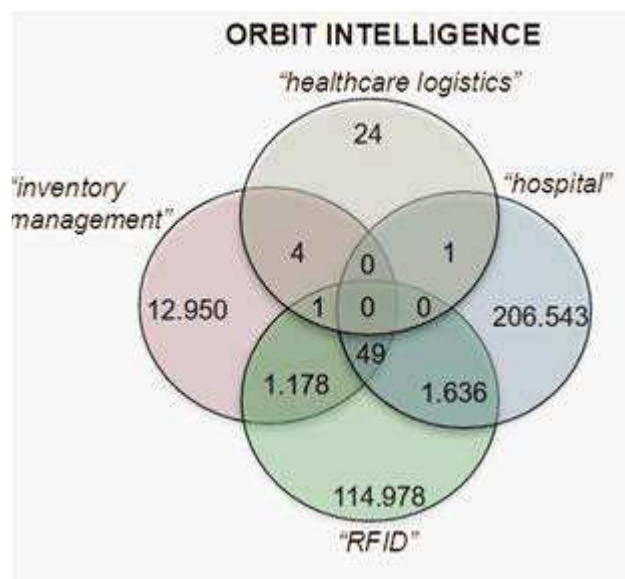 ORBIT INTELLIGENCE
“healthcare logistics”
24
“inventory
management”
“hospital”
4
0
1
12.950
1
0
0
206.543
49
1.178
1.636
114.978
“RFID”